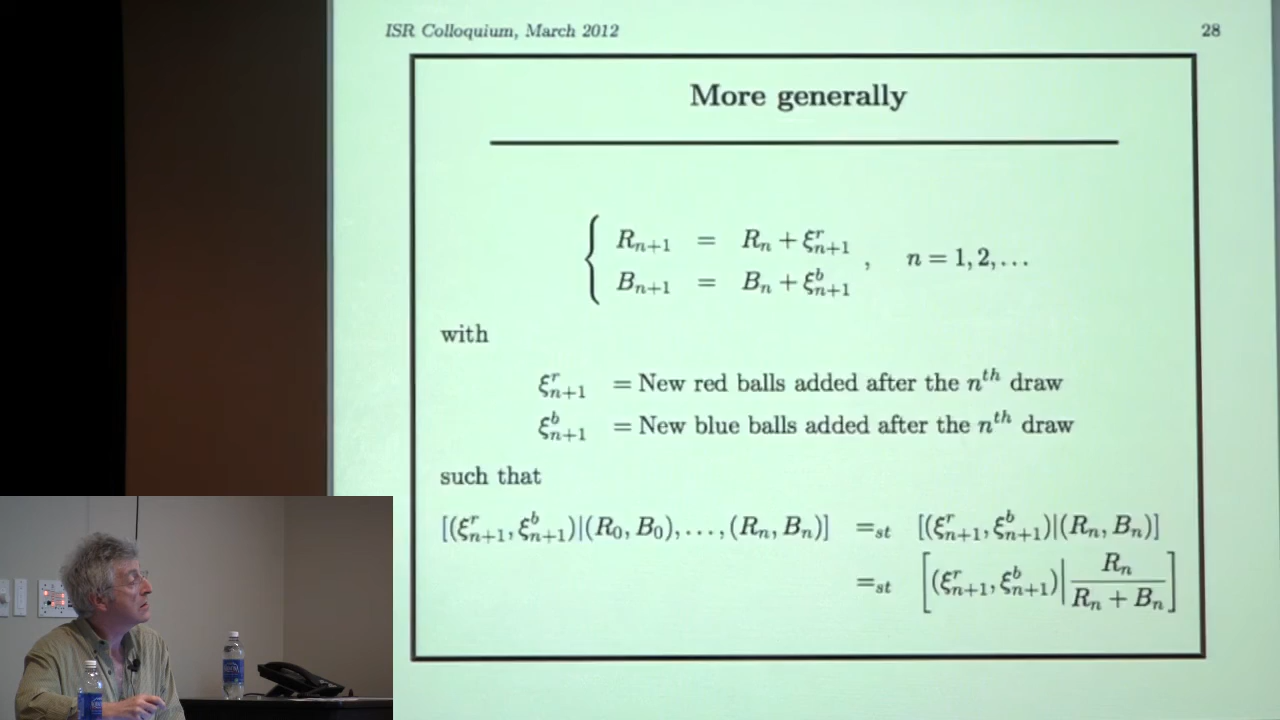 ISR Colloquium, March 2012 28
More generally
R_{n+1} = R_n + ξ^r_{n+1}
B_{n+1} = B_n + ξ^b_{n+1} , n = 1, 2, …
with
ξ^r_{n+1} = New red balls added after the n^{th} draw
ξ^b_{n+1} = New blue balls added after the n^{th} draw
such that
[(ξ^r_{n+1}, ξ^b_{n+1})|(R_0, B_0), …, (R_n, B_n)] =_{st} [(ξ^r_{n+1}, ξ^b_{n+1})|(R_n, B_n)]
=_{st} [(ξ^r_{n+1}, ξ^b_{n+1})| R_n / (R_n + B_n)]